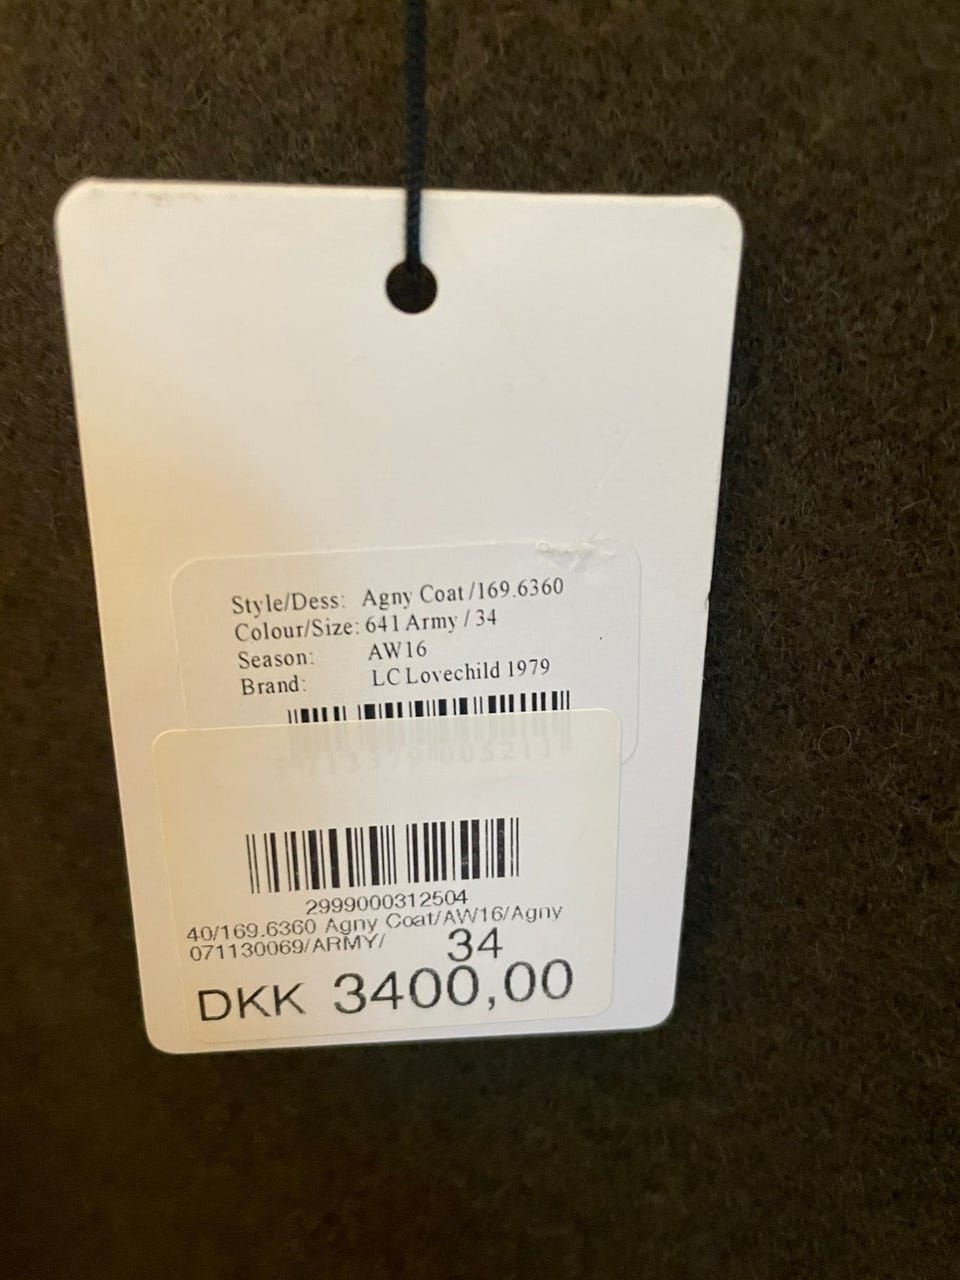 Style/Dess: Agny Coat /169.6360
Colour/Size: 641 Army / 34
Season: AW16
Brand: LC Lovechild 1979
2999000312504
40/169.6360 Agny Coat/AW16/Agny
071130069/ARMY/ 34
DKK 3400,00